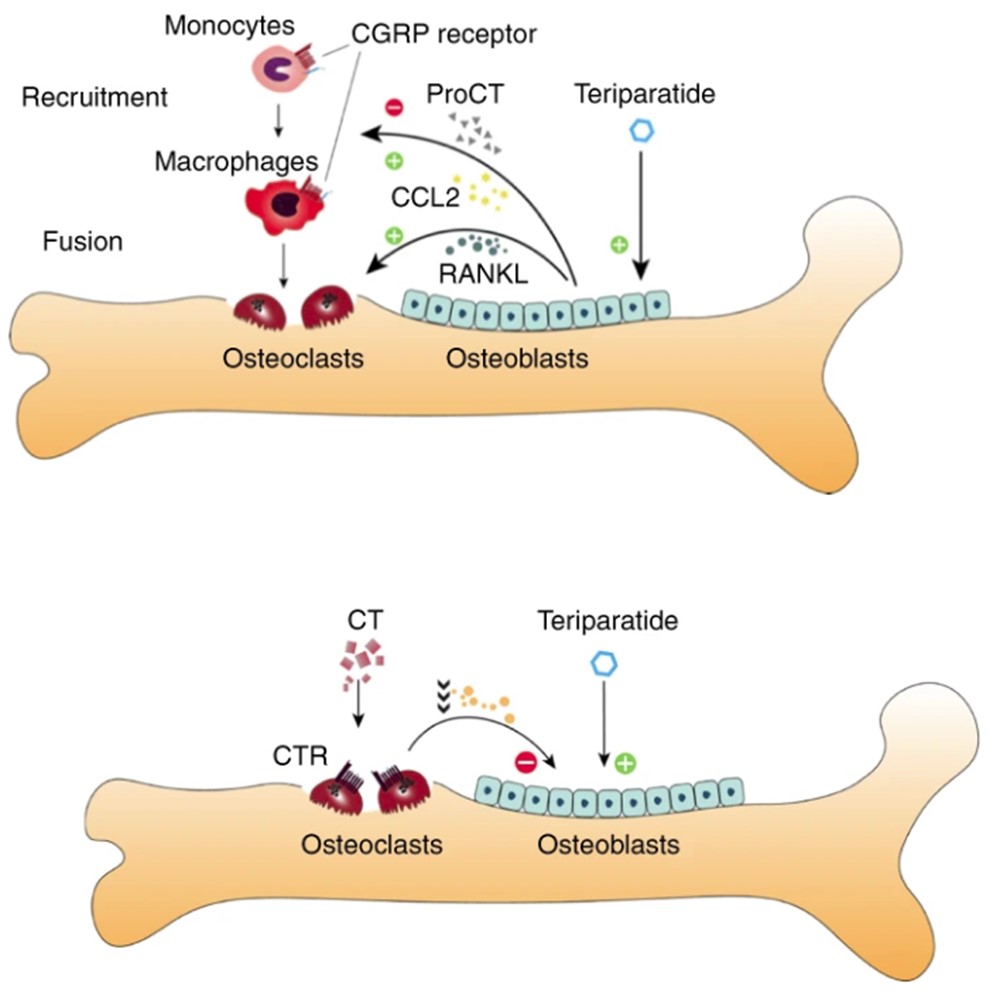 Monocytes
CGRP receptor
Recruitment
ProCT
Teriparatide
Macrophages
CCL2
Fusion
RANKL
Osteoclasts
Osteoblasts
CT
Teriparatide
CTR
Osteoclasts
Osteoblasts